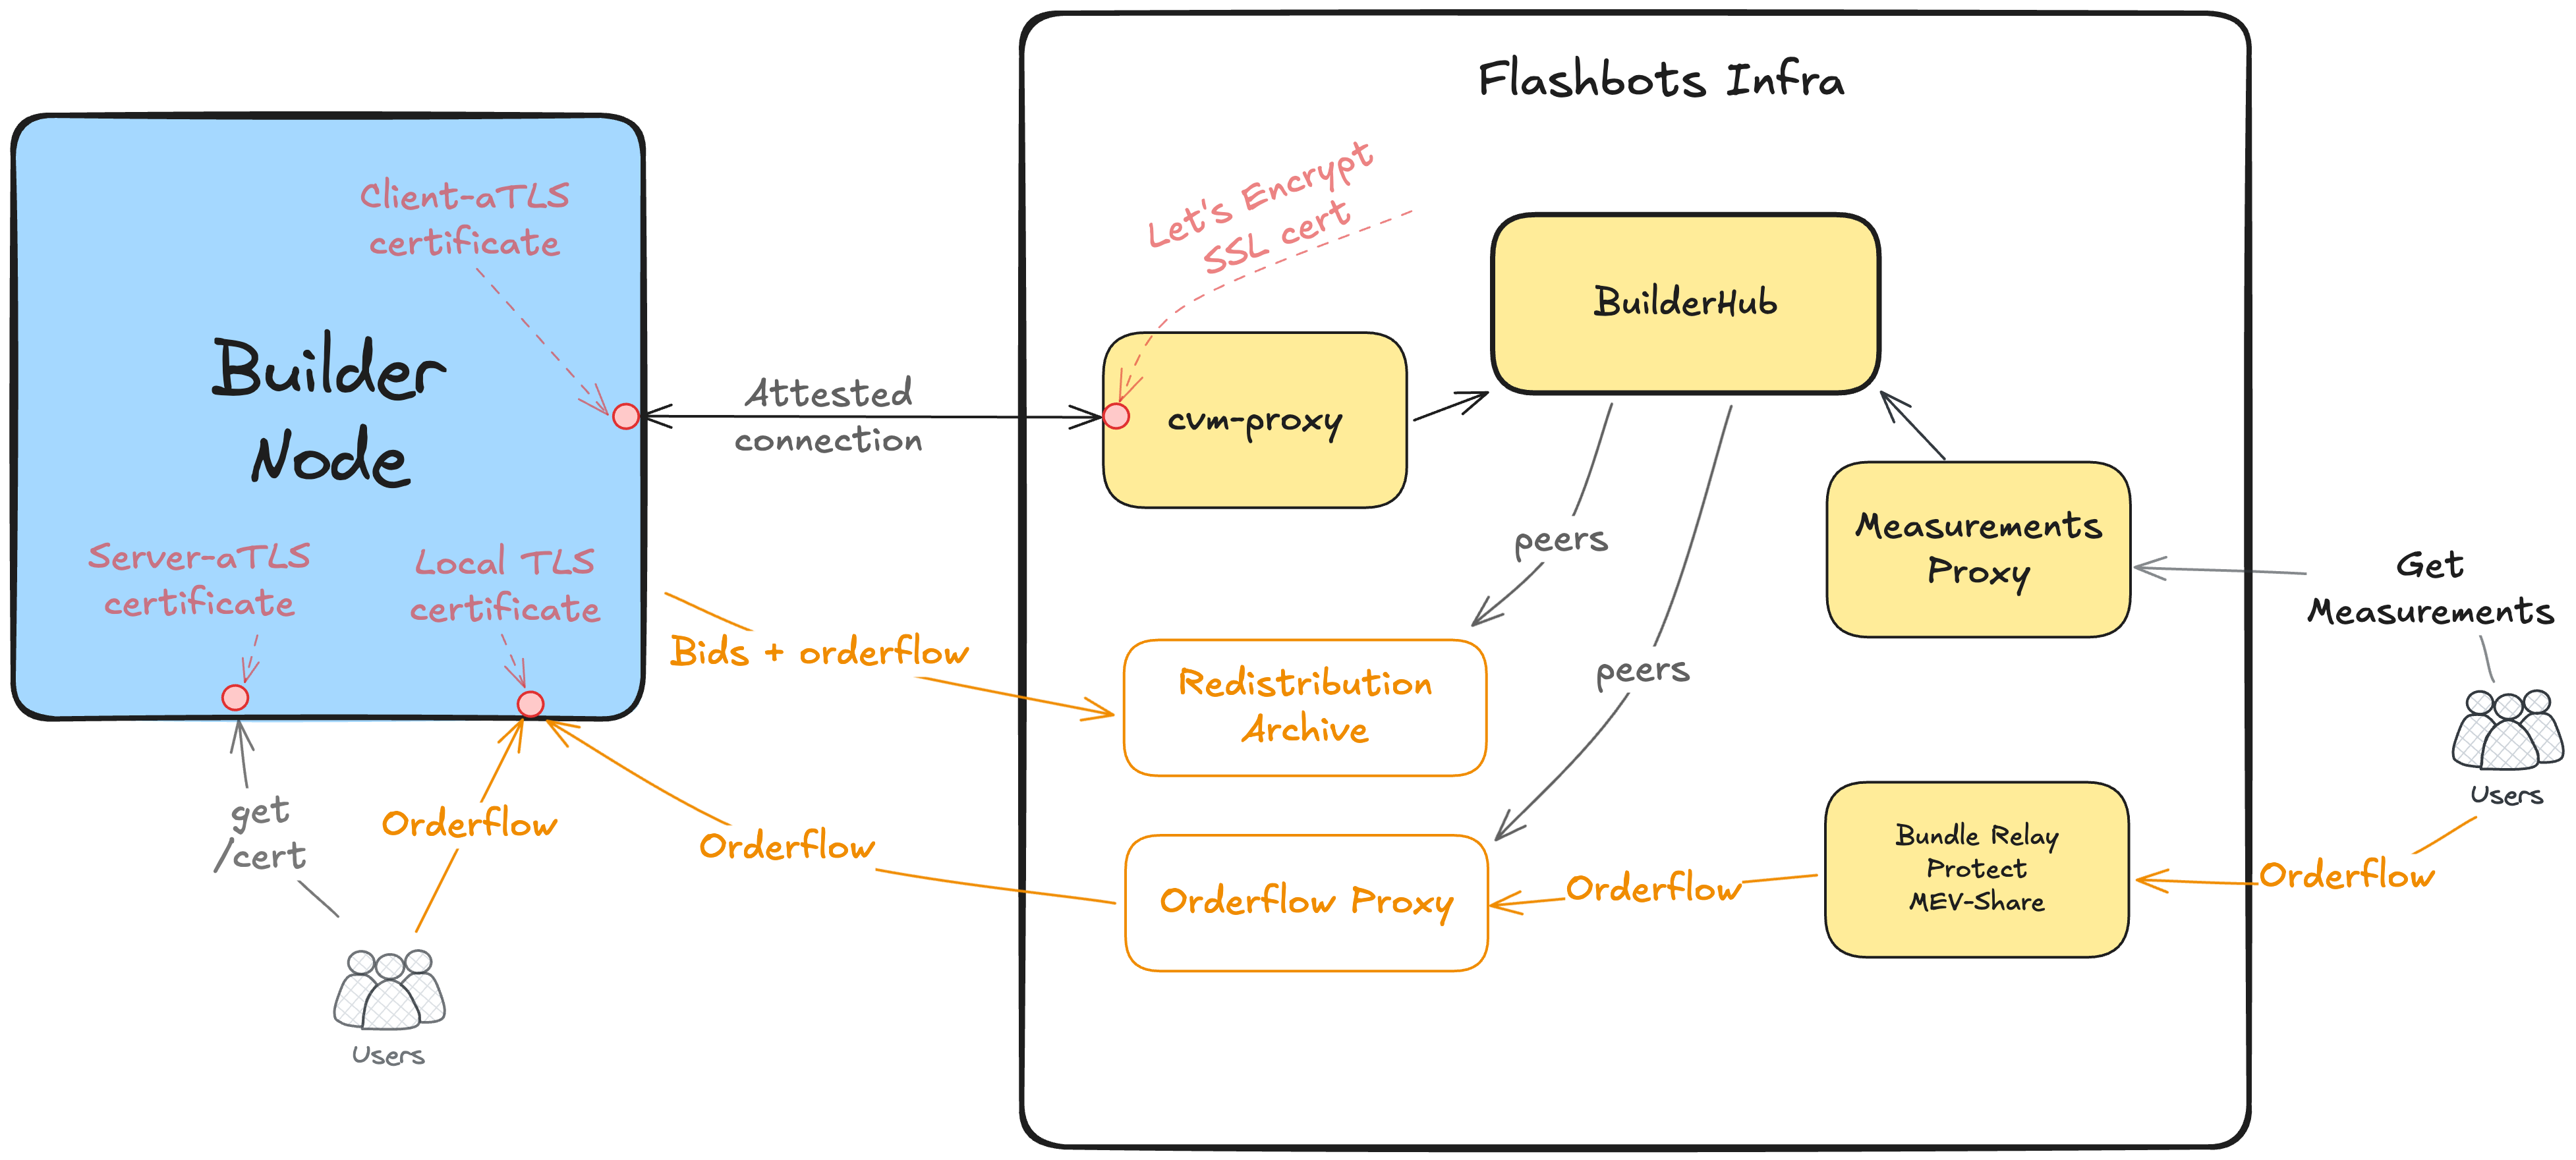 Flashbots Infra
Client-aTLS
certificate
Builder
Node
Server-aTLS
certificate
Local TLS
certificate
Attested
connection
Let's Encrypt
SSL cert
cvm-proxy
BuilderHub
Measurements
Proxy
Get
Measurements
Users
peers
peers
Bids + orderflow
Redistribution
Archive
Orderflow Proxy
Orderflow
Bundle Relay
Protect
MEV-Share
Orderflow
Orderflow
Orderflow
get
/cert
Users